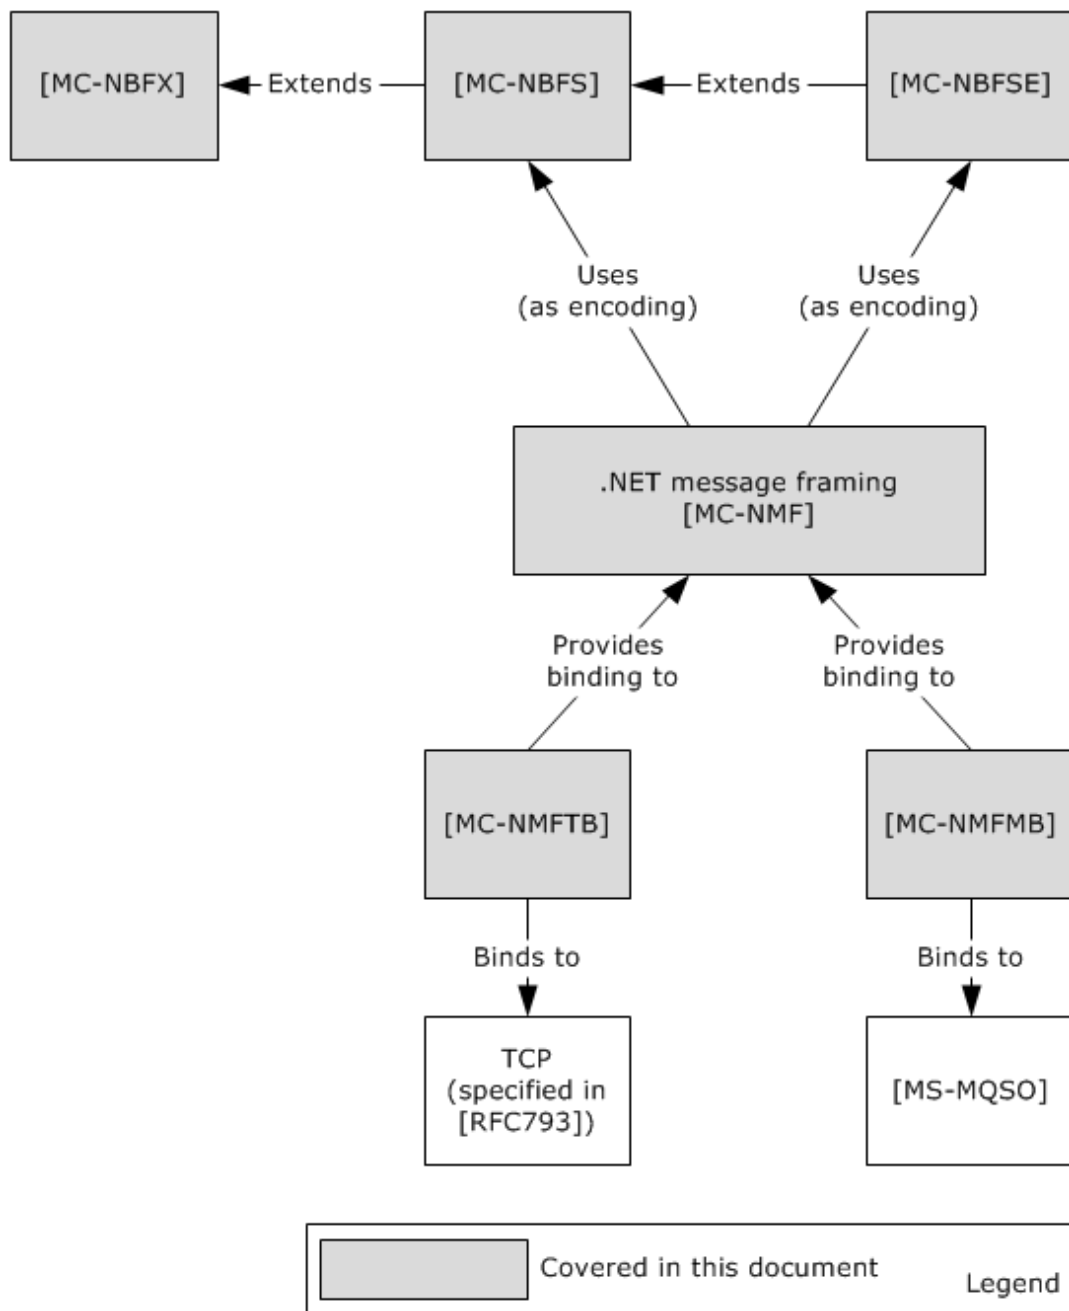 [MC-NBFX]
Extends
[MC-NBFS]
Extends
[MC-NBFSE]
Uses
(as encoding)
Uses
(as encoding)
.NET message framing
[MC-NMF]
Provides
binding to
Provides
binding to
[MC-NMFTB]
[MC-NMFMB]
Binds to
Binds to
TCP
(specified in
[RFC793])
[MS-MQSO]
Covered in this document
Legend